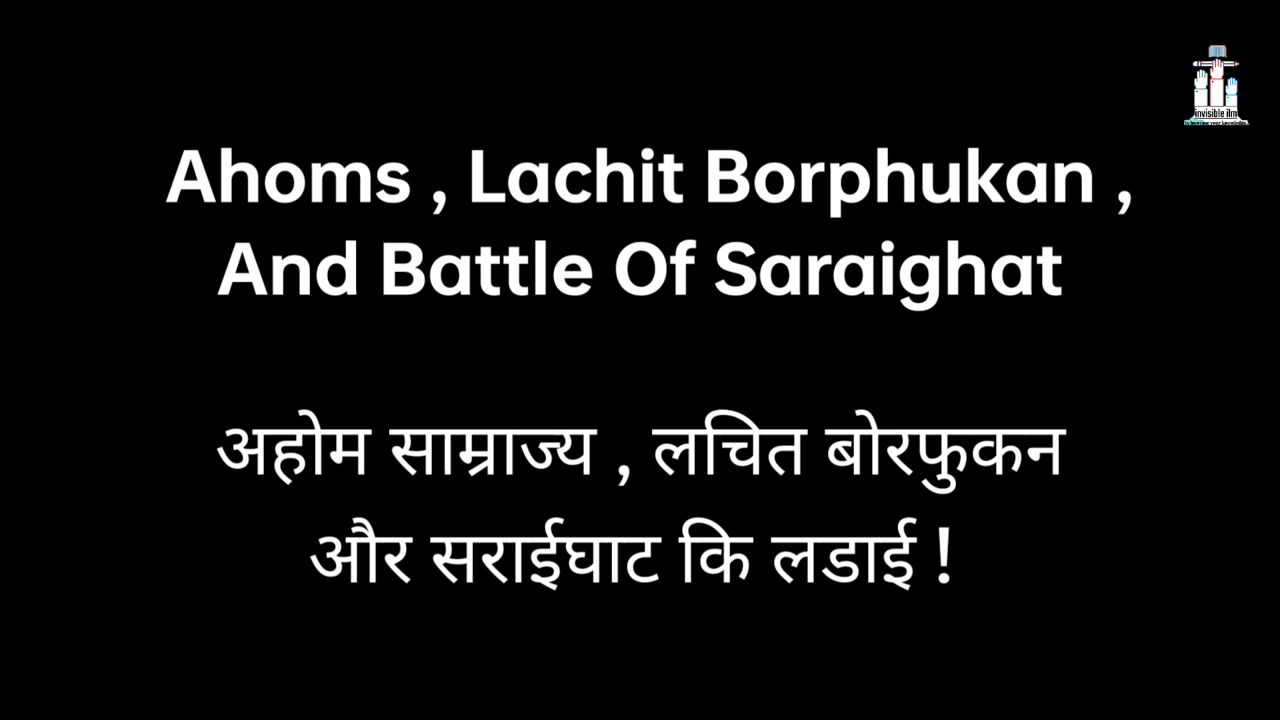 invisible ilm
Ahoms , Lachit Borphukan ,
And Battle Of Saraighat
अहोम साम्राज्य , लचित बोरफुकन
और सराईघाट कि लडाई !